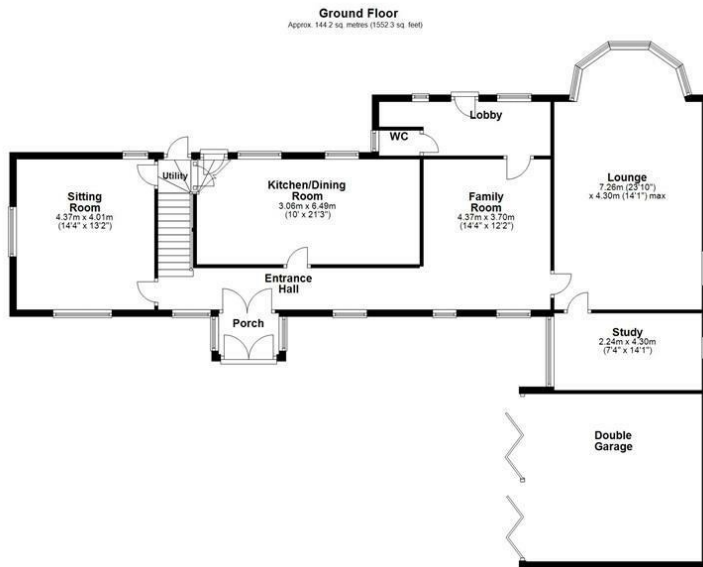 Ground Floor
Approx. 144.2 sq. metres (1552.3 sq. feet)
Lobby
WC
Utility
Sitting
Room
4.37m x 4.01m
(14'4" x 13'2")
Kitchen/Dining
Room
3.06m x 6.49m
(10' x 21'3")
Family
Room
4.37m x 3.70m
(14'4" x 12'2")
Lounge
7.26m (23'10")
x 4.30m (14'1") max
Entrance
Hall
Porch
Study
2.24m x 4.30m
(7'4" x 14'1")
Double
Garage